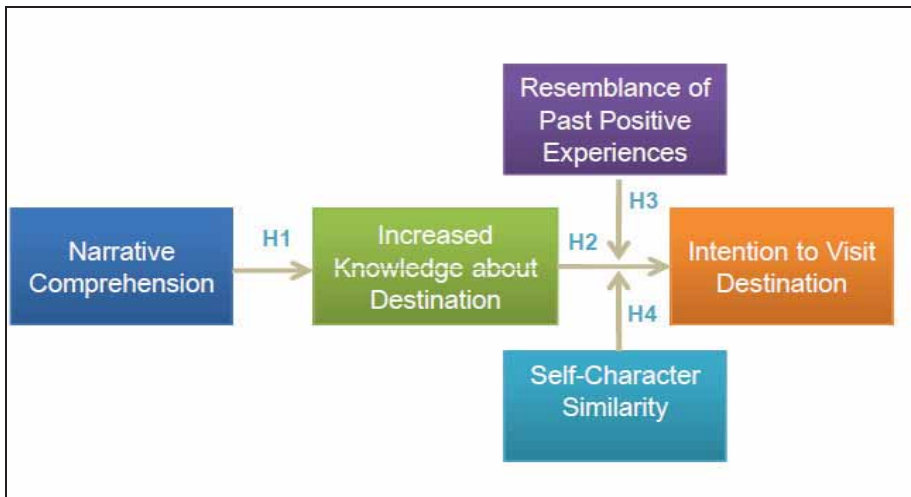 Resemblance of
Past Positive
Experiences
H3
Narrative
Comprehension
H1
Increased
Knowledge about
Destination
H2
Intention to Visit
Destination
H4
Self-Character
Similarity